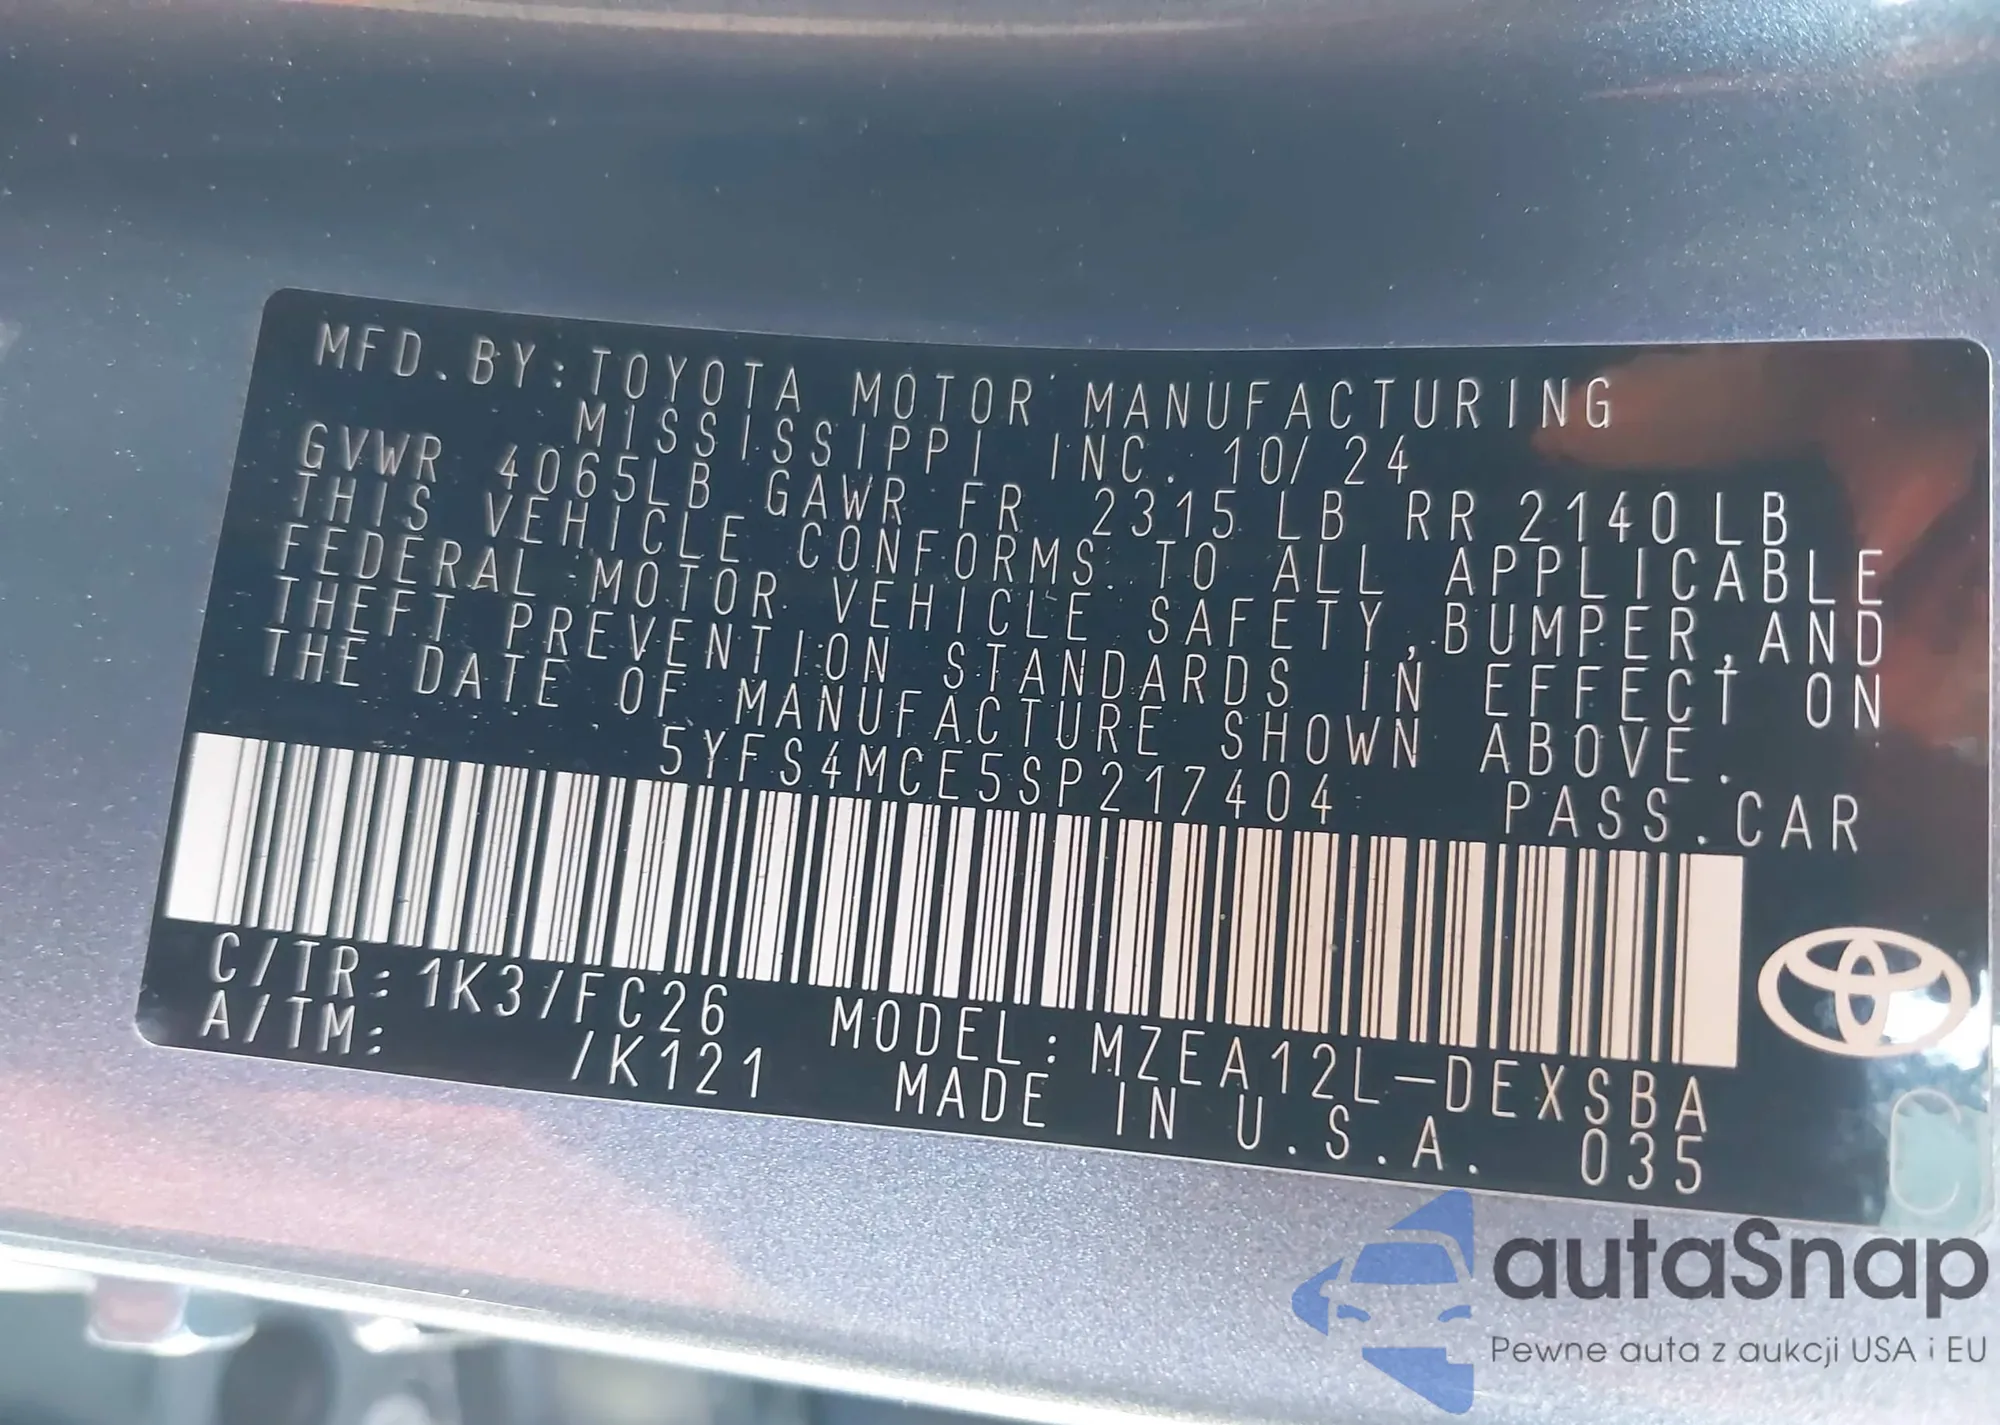 MFD.BY:TOYOTA MOTOR MANUFACTURING
MISSISSIPPI INC. 10/24
GVWR 4065LB GAWR FR 2315LB RR 2140LB
THIS VEHICLE CONFORMS TO ALL APPLICABLE
FEDERAL MOTOR VEHICLE SAFETY,BUMPER,AND
THEFT PREVENTION STANDARDS IN EFFECT ON
THE DATE OF MANUFACTURE SHOWN ABOVE.
5YFS4MCE5SP217404 PASS.CAR
C/TR:1K3/FC26 MODEL:MZEA12L-DEXSBA
A/TM: /K121 MADE IN U.S.A. 035
C
autaSnap
Pewne auta z aukcji USA i EU